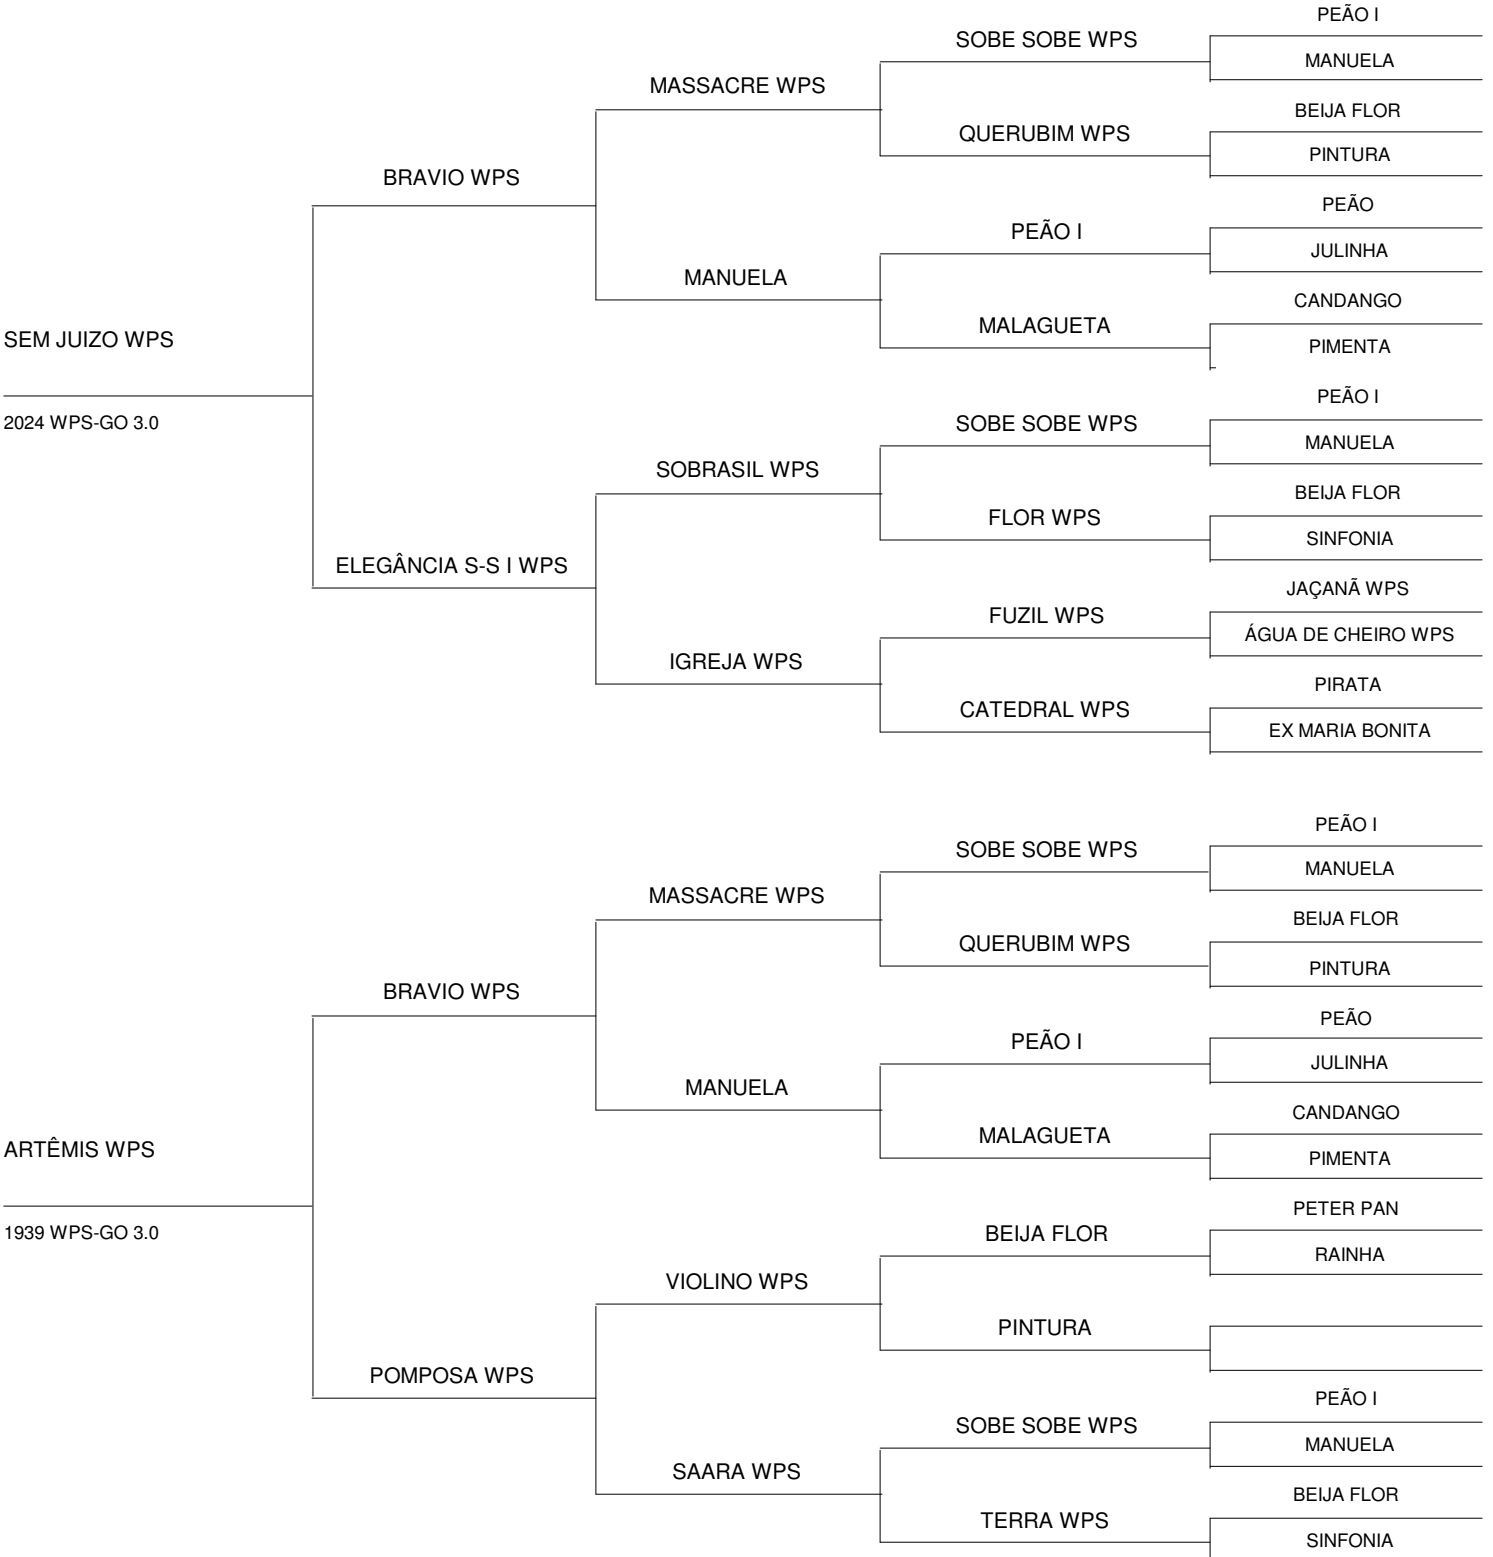 PEÃO I
SOBE SOBE WPS
MANUELA
MASSACRE WPS
BEIJA FLOR
QUERUBIM WPS
PINTURA
BRAVIO WPS
PEÃO
PEÃO I
JULINHA
MANUELA
CANDANGO
MALAGUETA
SEM JUIZO WPS
PIMENTA
PEÃO I
2024 WPS-GO 3.0
SOBE SOBE WPS
MANUELA
SOBRASIL WPS
BEIJA FLOR
FLOR WPS
SINFONIA
ELEGÂNCIA S-S I WPS
JAÇANÃ WPS
FUZIL WPS
ÁGUA DE CHEIRO WPS
IGREJA WPS
PIRATA
CATEDRAL WPS
EX MARIA BONITA
PEÃO I
SOBE SOBE WPS
MANUELA
MASSACRE WPS
BEIJA FLOR
QUERUBIM WPS
PINTURA
BRAVIO WPS
PEÃO
PEÃO I
JULINHA
MANUELA
CANDANGO
MALAGUETA
ARTÊMIS WPS
PIMENTA
PETER PAN
1939 WPS-GO 3.0
BEIJA FLOR
RAINHA
VIOLINO WPS
PINTURA
POMPOSA WPS
PEÃO I
SOBE SOBE WPS
MANUELA
SAARA WPS
BEIJA FLOR
TERRA WPS
SINFONIA